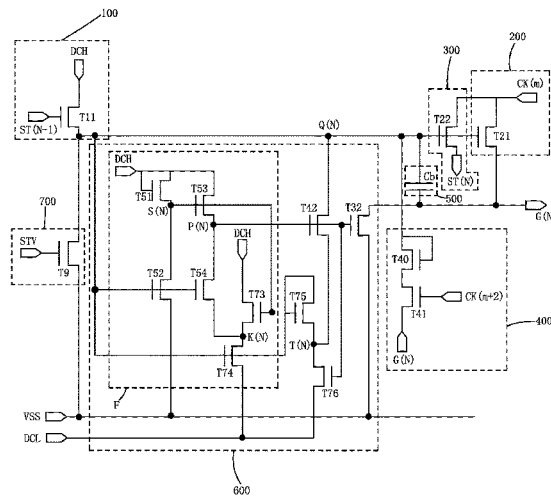 100
DCH
T11
ST(N-1)
300
200
CK(m)
T22
T21
Q(N)
ST(N)
Cb
500
G(N
DCH
T51
T53
S(N)
P(N)
T42
T32
700
STV
T9
T52
T54
DCH
T73
T75
K(N)
T(N)
T74
T76
T40
T41
CK(m+2)
G(N)
400
F
VSS
DCL
600